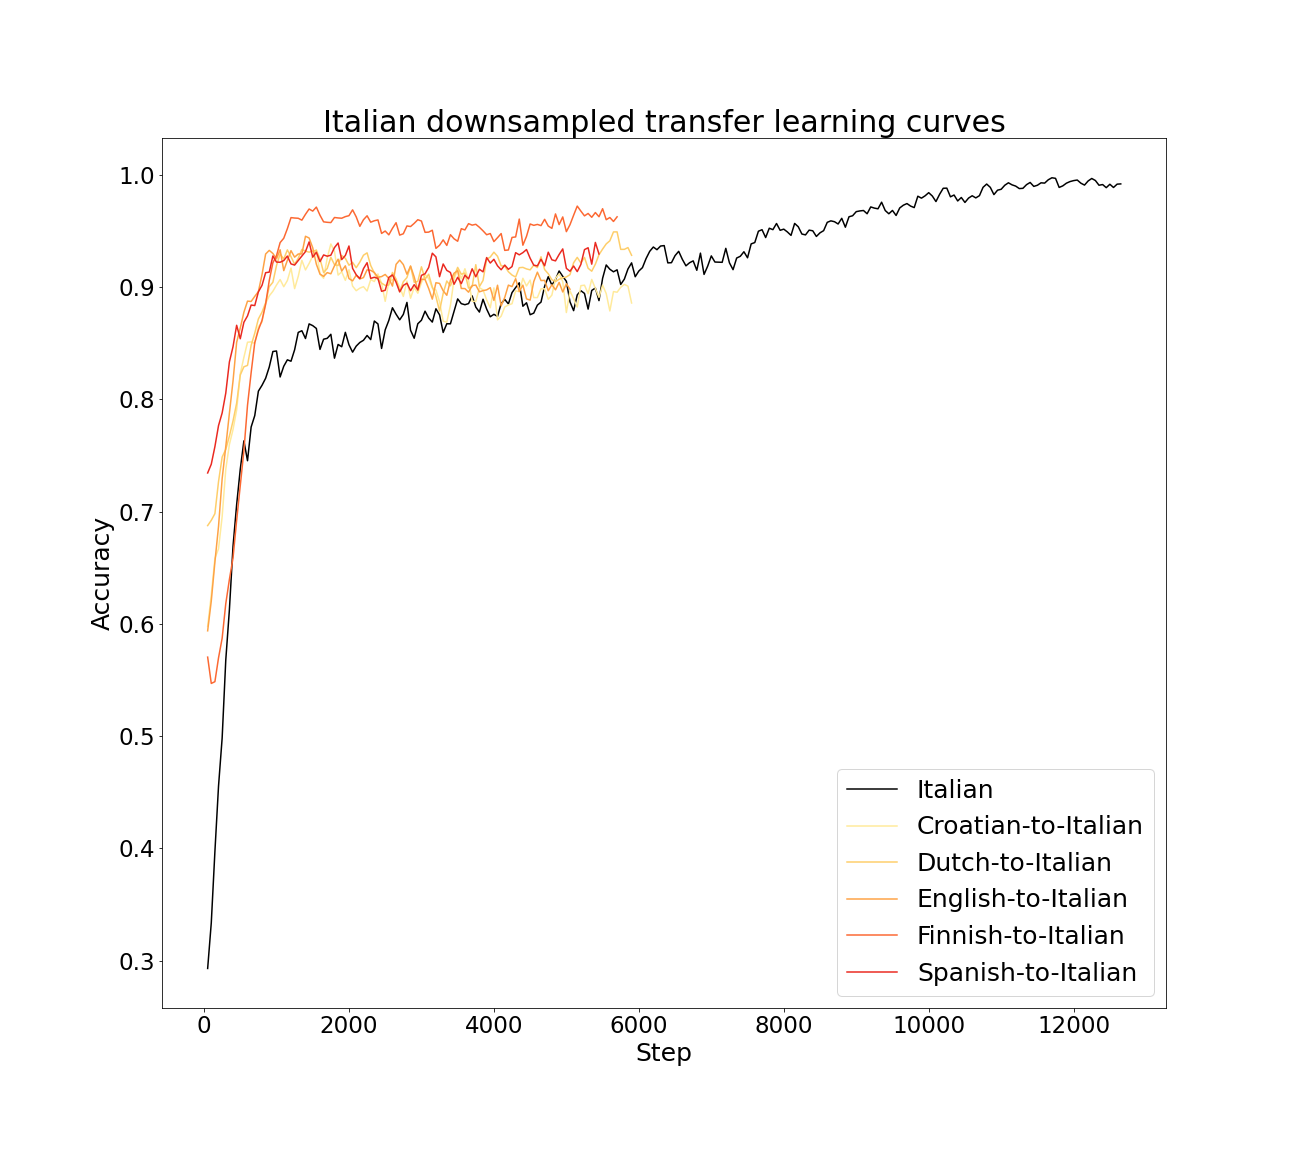 Italian downsampled transfer learning curves
1.0
0.9
0.8
0.7
0.6
0.5
0.4
0.3
Accuracy
0 2000 4000 6000 8000 10000 12000
Step
Italian
Croatian-to-Italian
Dutch-to-Italian
English-to-Italian
Finnish-to-Italian
Spanish-to-Italian